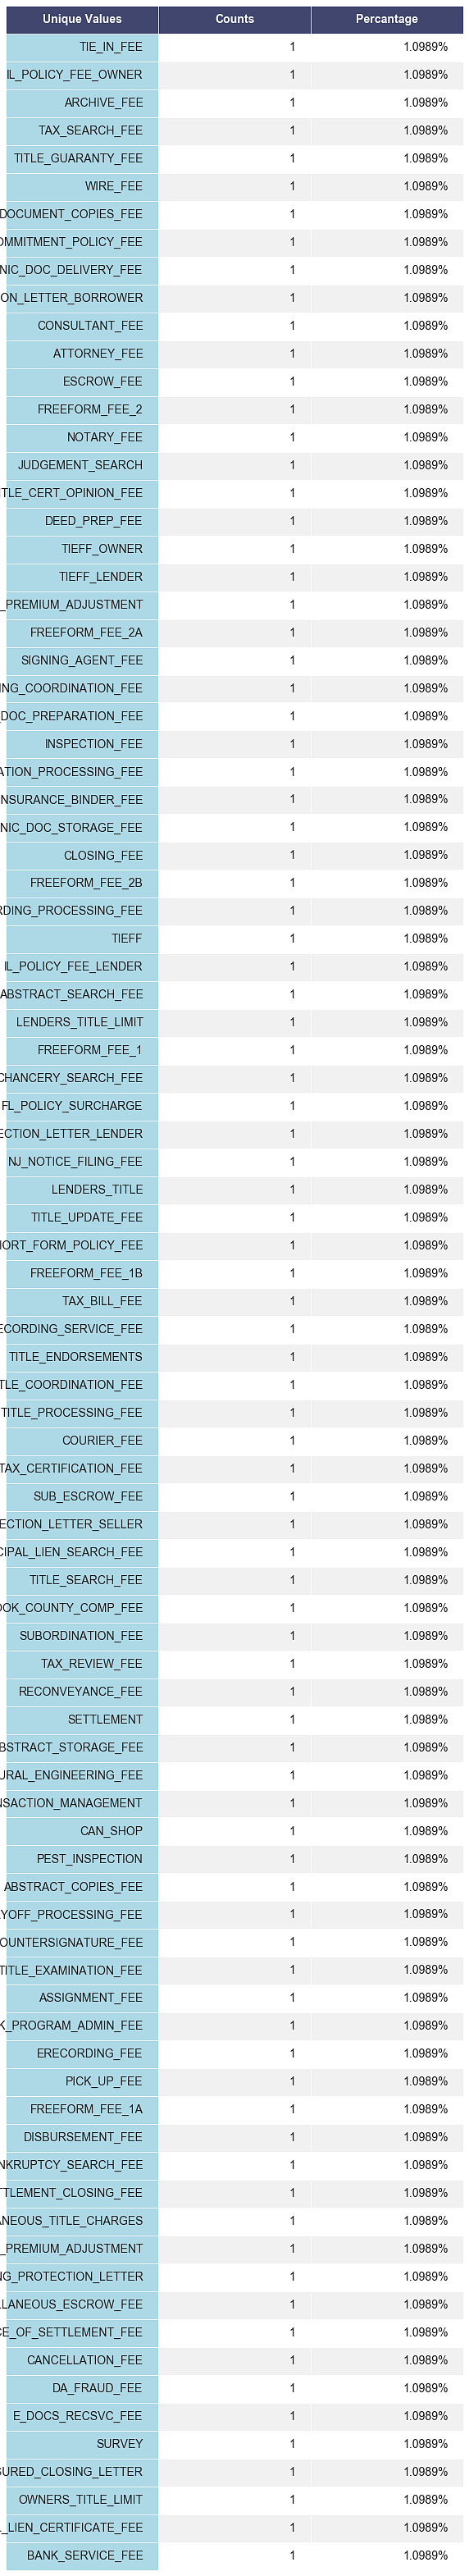 Unique Values Counts Percantage
TIE_IN_FEE 1 1.0989%
IL_POLICY_FEE_OWNER 1 1.0989%
ARCHIVE_FEE 1 1.0989%
TAX_SEARCH_FEE 1 1.0989%
TITLE_GUARANTY_FEE 1 1.0989%
WIRE_FEE 1 1.0989%
DOCUMENT_COPIES_FEE 1 1.0989%
OMMITMENT_POLICY_FEE 1 1.0989%
NIC_DOC_DELIVERY_FEE 1 1.0989%
ON_LETTER_BORROWER 1 1.0989%
CONSULTANT_FEE 1 1.0989%
ATTORNEY_FEE 1 1.0989%
ESCROW_FEE 1 1.0989%
FREEFORM_FEE_2 1 1.0989%
NOTARY_FEE 1 1.0989%
JUDGEMENT_SEARCH 1 1.0989%
ITLE_CERT_OPINION_FEE 1 1.0989%
DEED_PREP_FEE 1 1.0989%
TIEFF_OWNER 1 1.0989%
TIEFF_LENDER 1 1.0989%
_PREMIUM_ADJUSTMENT 1 1.0989%
FREEFORM_FEE_2A 1 1.0989%
SIGNING_AGENT_FEE 1 1.0989%
ING_COORDINATION_FEE 1 1.0989%
_DOC_PREPARATION_FEE 1 1.0989%
INSPECTION_FEE 1 1.0989%
ATION_PROCESSING_FEE 1 1.0989%
NSURANCE_BINDER_FEE 1 1.0989%
NIC_DOC_STORAGE_FEE 1 1.0989%
CLOSING_FEE 1 1.0989%
FREEFORM_FEE_2B 1 1.0989%
RDING_PROCESSING_FEE 1 1.0989%
TIEFF 1 1.0989%
IL_POLICY_FEE_LENDER 1 1.0989%
ABSTRACT_SEARCH_FEE 1 1.0989%
LENDERS_TITLE_LIMIT 1 1.0989%
FREEFORM_FEE_1 1 1.0989%
CHANCERY_SEARCH_FEE 1 1.0989%
FL_POLICY_SURCHARGE 1 1.0989%
ECTION_LETTER_LENDER 1 1.0989%
NJ_NOTICE_FILING_FEE 1 1.0989%
LENDERS_TITLE 1 1.0989%
TITLE_UPDATE_FEE 1 1.0989%
HORT_FORM_POLICY_FEE 1 1.0989%
FREEFORM_FEE_1B 1 1.0989%
TAX_BILL_FEE 1 1.0989%
ECORDING_SERVICE_FEE 1 1.0989%
TITLE_ENDORSEMENTS 1 1.0989%
TLE_COORDINATION_FEE 1 1.0989%
TITLE_PROCESSING_FEE 1 1.0989%
COURIER_FEE 1 1.0989%
TAX_CERTIFICATION_FEE 1 1.0989%
SUB_ESCROW_FEE 1 1.0989%
ECTION_LETTER_SELLER 1 1.0989%
CIPAL_LIEN_SEARCH_FEE 1 1.0989%
TITLE_SEARCH_FEE 1 1.0989%
OOK_COUNTY_COMP_FEE 1 1.0989%
SUBORDINATION_FEE 1 1.0989%
TAX_REVIEW_FEE 1 1.0989%
RECONVEYANCE_FEE 1 1.0989%
SETTLEMENT 1 1.0989%
BSTRACT_STORAGE_FEE 1 1.0989%
URAL_ENGINEERING_FEE 1 1.0989%
NSACTION_MANAGEMENT 1 1.0989%
CAN_SHOP 1 1.0989%
PEST_INSPECTION 1 1.0989%
ABSTRACT_COPIES_FEE 1 1.0989%
YOFF_PROCESSING_FEE 1 1.0989%
OUNTERSIGNATURE_FEE 1 1.0989%
TITLE_EXAMINATION_FEE 1 1.0989%
ASSIGNMENT_FEE 1 1.0989%
K_PROGRAM_ADMIN_FEE 1 1.0989%
ERECORDING_FEE 1 1.0989%
PICK_UP_FEE 1 1.0989%
FREEFORM_FEE_1A 1 1.0989%
DISBURSEMENT_FEE 1 1.0989%
NKRUPTCY_SEARCH_FEE 1 1.0989%
TTLEMENT_CLOSING_FEE 1 1.0989%
ANEOUS_TITLE_CHARGES 1 1.0989%
_PREMIUM_ADJUSTMENT 1 1.0989%
NG_PROTECTION_LETTER 1 1.0989%
LLANEOUS_ESCROW_FEE 1 1.0989%
CE_OF_SETTLEMENT_FEE 1 1.0989%
CANCELLATION_FEE 1 1.0989%
DA_FRAUD_FEE 1 1.0989%
E_DOCS_RECSVC_FEE 1 1.0989%
SURVEY 1 1.0989%
SURED_CLOSING_LETTER 1 1.0989%
OWNERS_TITLE_LIMIT 1 1.0989%
_LIEN_CERTIFICATE_FEE 1 1.0989%
BANK_SERVICE_FEE 1 1.0989%